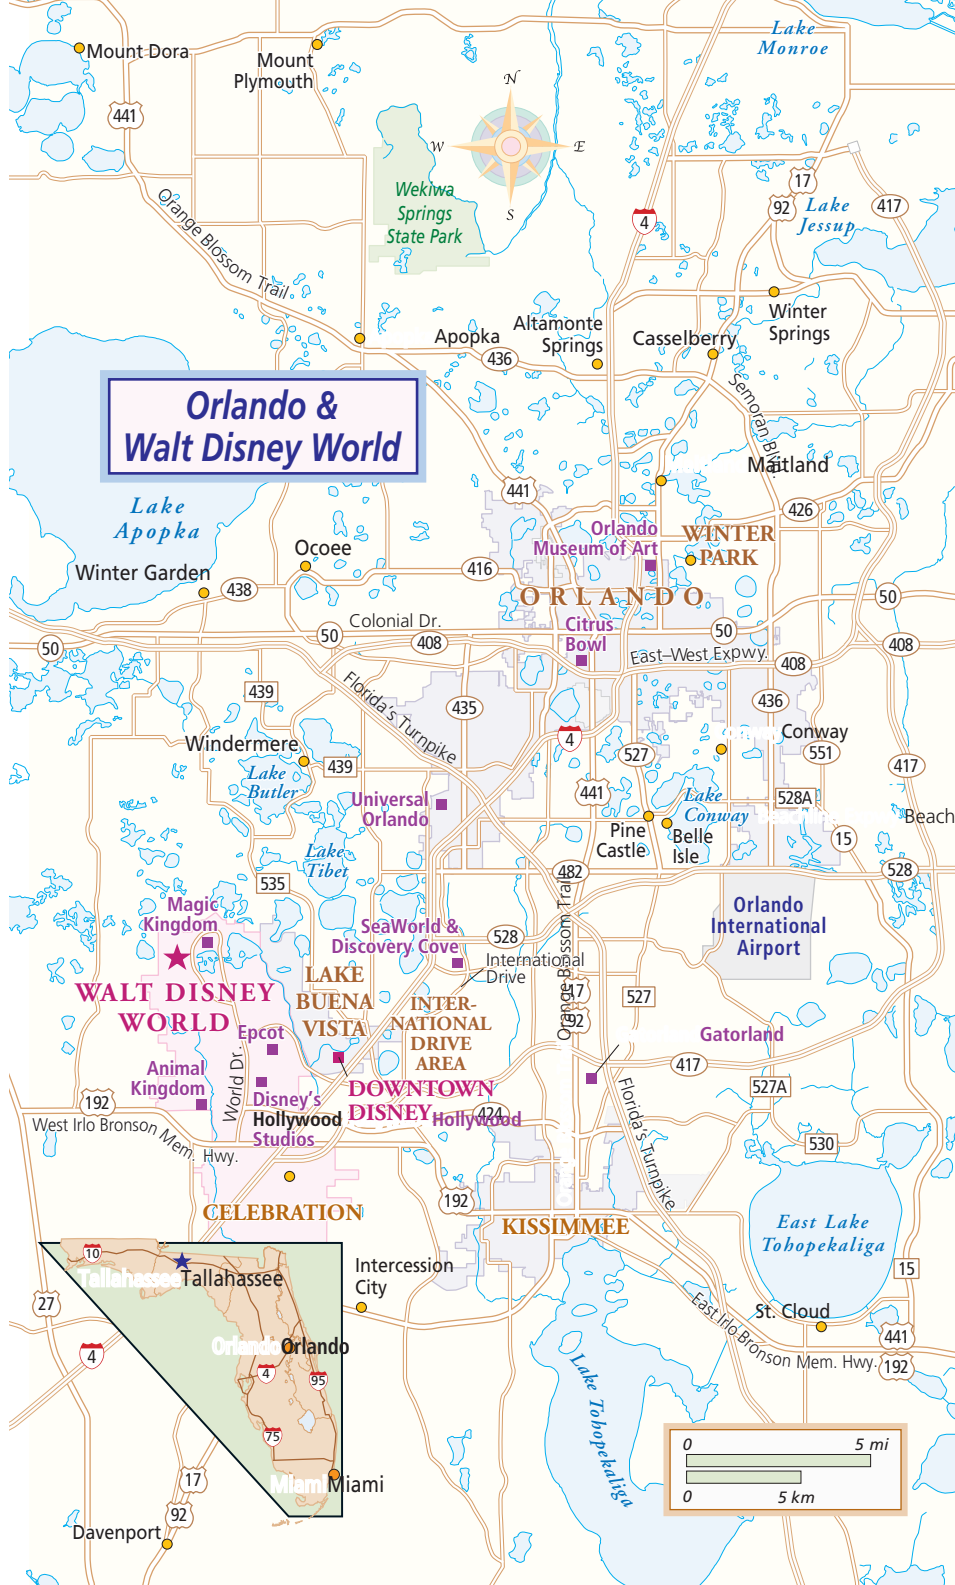 Lake
Monroe
Mount Dora
Mount
Plymouth
N
W
E
S
441
Wekiwa
Springs
State Park
17
92
Lake
Jessup
417
4
Orange Blossom Trail
Winter
Springs
Apopka
Altamonte
Springs
436
Casselberry
Semoran Blvd.
Orlando &
Walt Disney World
Maitland
441
426
Lake
Apopka
Orlando
Museum of Art
WINTER
PARK
Ocoee
Winter Garden
416
438
ORLANDO
50
Citrus
Bowl
Colonial Dr.
50
408
50
50
East–West Expwy.
408
408
439
Florida's Turnpike
435
436
Windermere
4
527
Conway
551
439
417
Lake
Butler
441
Lake
Conway
528A
Universal
Orlando
Pine
Castle
Belle
Isle
Beachline
Beach
15
Lake
Tibet
482
528
535
Magic
Kingdom
Orlando
International
Airport
SeaWorld &
Discovery Cove
528
International
Drive
Orange Blossom Trail
LAKE
BUENA
VISTA
WALT DISNEY
WORLD
INTER-
NATIONAL
DRIVE
AREA
17
92
527
Epcot
Gatorland
World Dr.
417
Animal
Kingdom
DOWNTOWN
DISNEY
527A
Disney's
Hollywood
Studios
Hollywood
192
424
West Irlo Bronson Mem. Hwy.
Florida's Turnpike
530
192
CELEBRATION
KISSIMMEE
East Lake
Tohopekaliga
10
Tallahassee
Tallahassee
Intercession
City
15
27
St. Cloud
East Irlo Bronson Mem. Hwy.
441
192
Orlando
Orlando
4
4
95
Lake Tohopekaliga
75
0
5 mi
0
5 km
Miami
Miami
17
92
Davenport